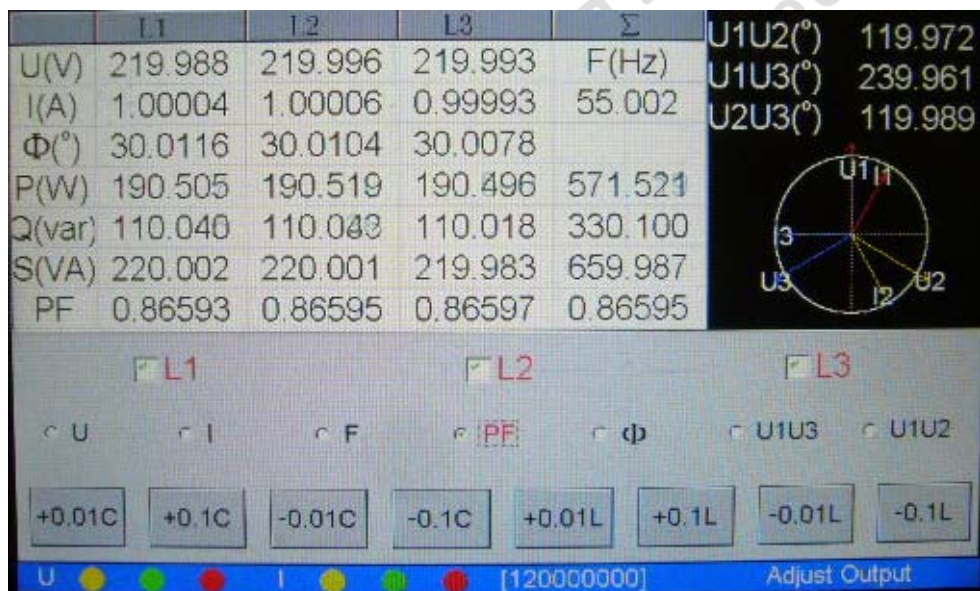 L1 L2 L3 Σ
U(V) 219.988 219.996 219.993 F(Hz)
I(A) 1.00004 1.00006 0.99993 55.002
Φ(°) 30.0116 30.0104 30.0078
P(W) 190.505 190.519 190.496 571.521
Q(var) 110.040 110.043 110.018 330.100
S(VA) 220.002 220.001 219.983 659.987
PF 0.86593 0.86595 0.86597 0.86595
U1U2(°) 119.972
U1U3(°) 239.961
U2U3(°) 119.989
U1 I1
3
U3 I2 U2
L1 L2 L3
U I F PF Φ U1U3 U1U2
+0.01C +0.1C -0.01C -0.1C +0.01L +0.1L -0.01L -0.1L
U I [120000000] Adjust Output